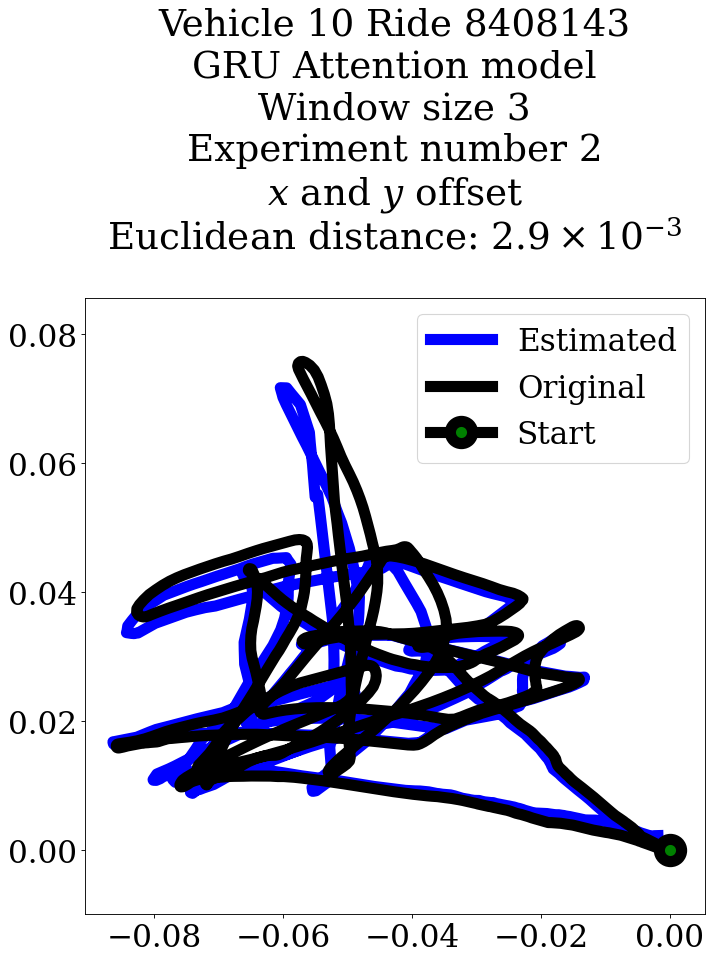 Vehicle 10 Ride 8408143
GRU Attention model
Window size 3
Experiment number 2
x and y offset
Euclidean distance: 2.9 × 10⁻³
Estimated
Original
Start
0.08
0.06
0.04
0.02
0.00
−0.08 −0.06 −0.04 −0.02 0.00